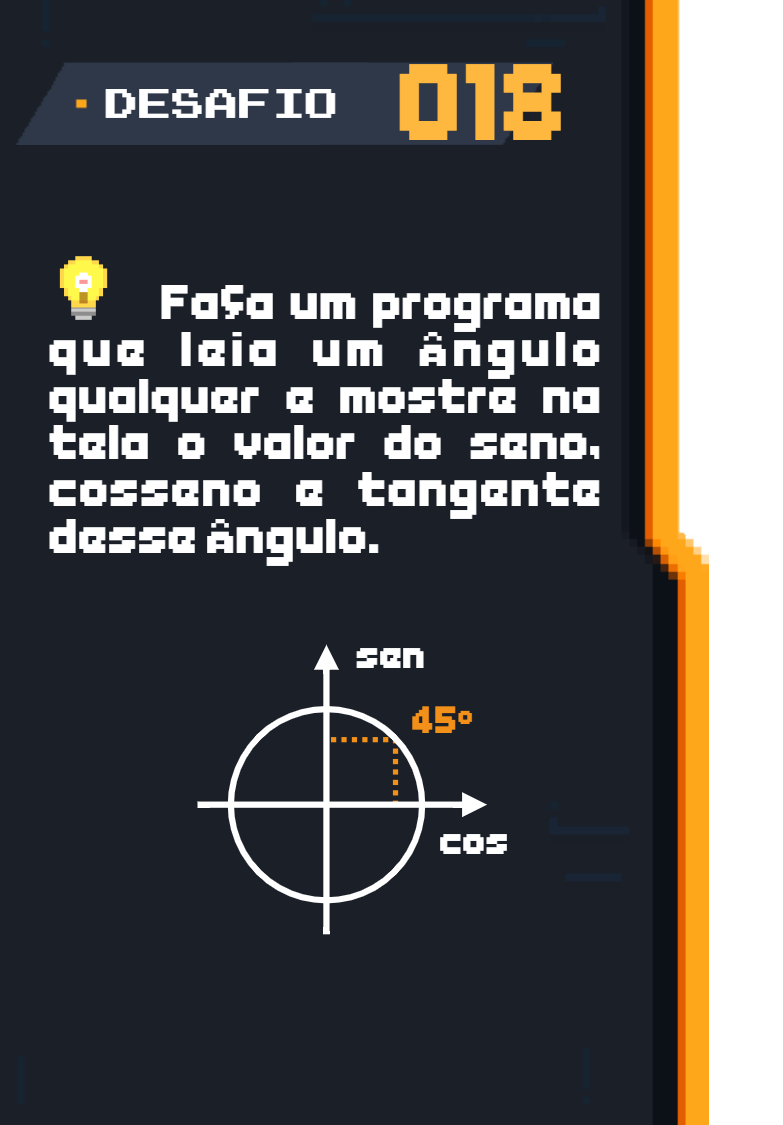 DESAFIO 018
Faça um programa
que leia um ângulo
qualquer e mostre na
tela o valor do seno,
cosseno e tangente
desse ângulo.
sen
45º
cos